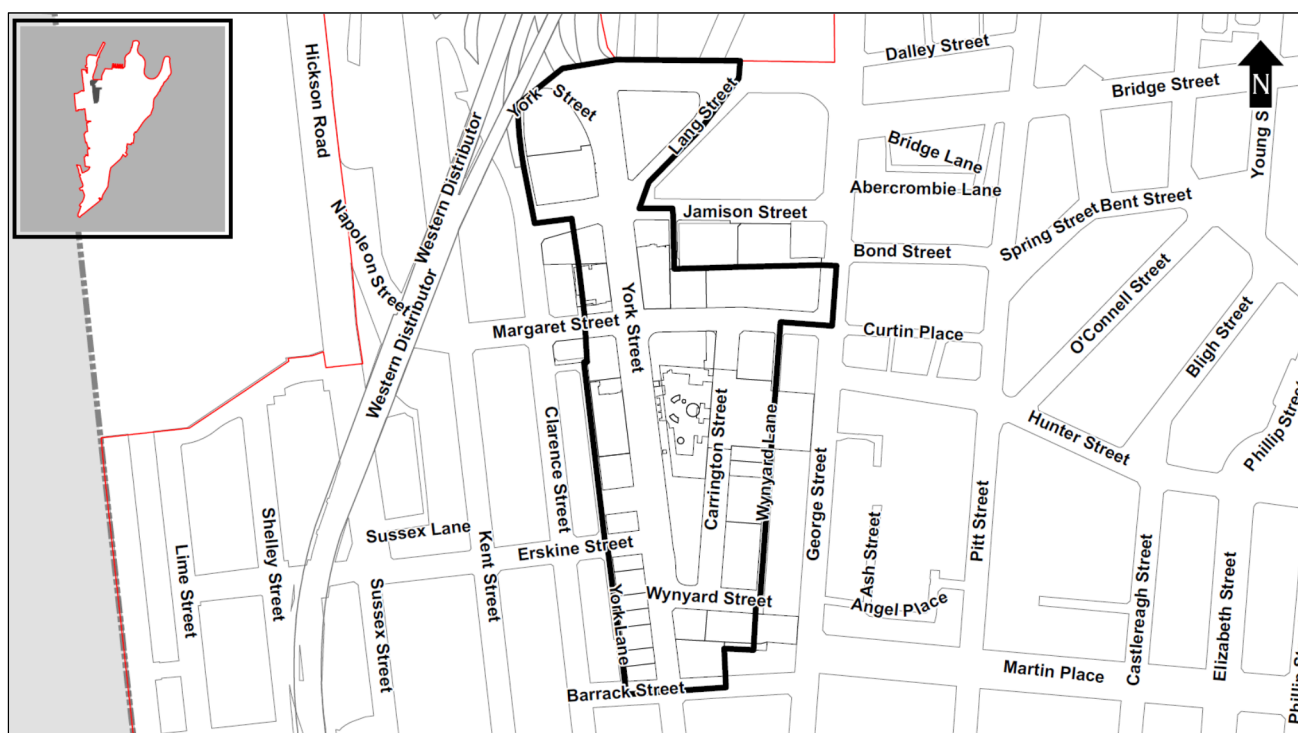 Dalley Street
Bridge Street
N
Young S
Hickson Road
York
Street
Lang Street
Bridge Lane
Abercrombie Lane
Western Distributor
Napoleon Street
Jamison Street
Bent Street
Spring Street
Bond Street
Western Distributor
York Street
Margaret Street
Curtin Place
O'Connell Street
Bligh Street
Phillip Street
Clarence Street
Carrington Street
Wynyard Lane
George Street
Hunter Street
Sussex Lane
Erskine Street
Kent Street
Shelley Street
Lime Street
Sussex Street
York Lane
Wynyard Street
Ash Street
Angel Place
Pitt Street
Castlereagh Street
Elizabeth Street
Martin Place
Barrack Street
Phillip St